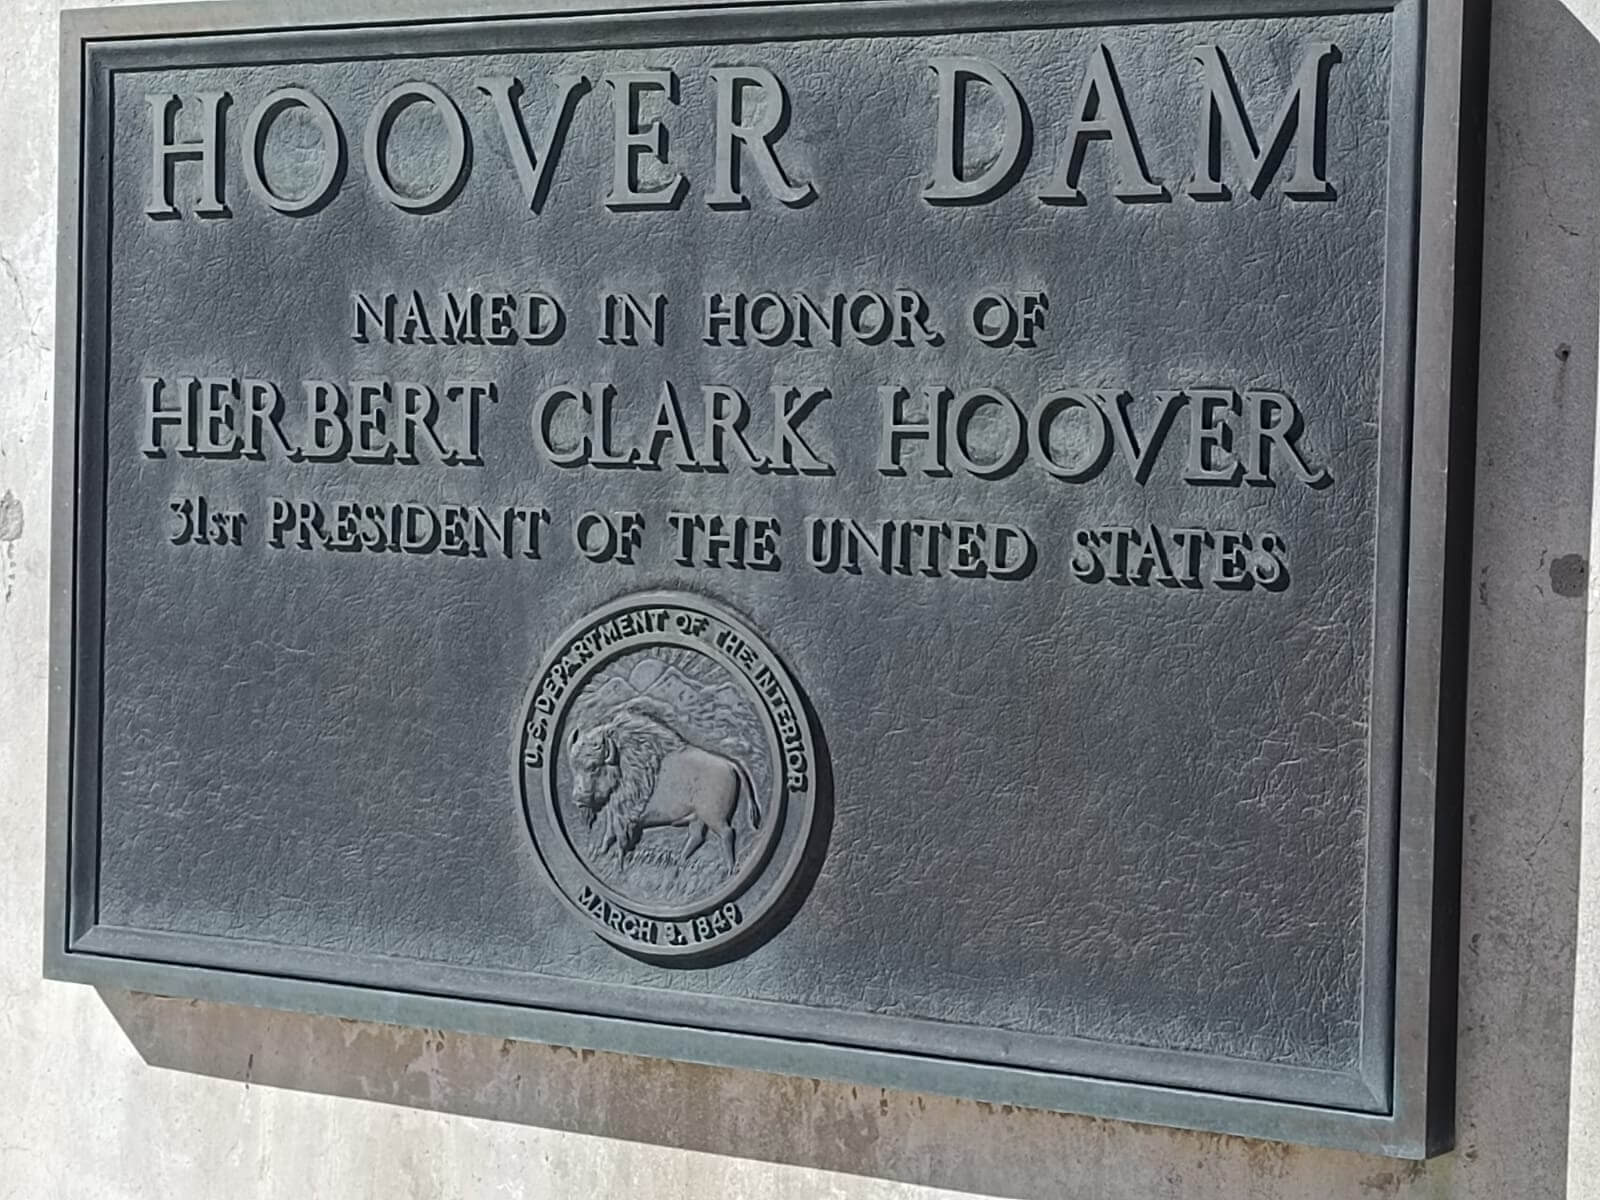 HOOVER DAM
NAMED IN HONOR OF
HERBERT CLARK HOOVER
31ST PRESIDENT OF THE UNITED STATES
U.S. DEPARTMENT OF THE INTERIOR
MARCH 3, 1849